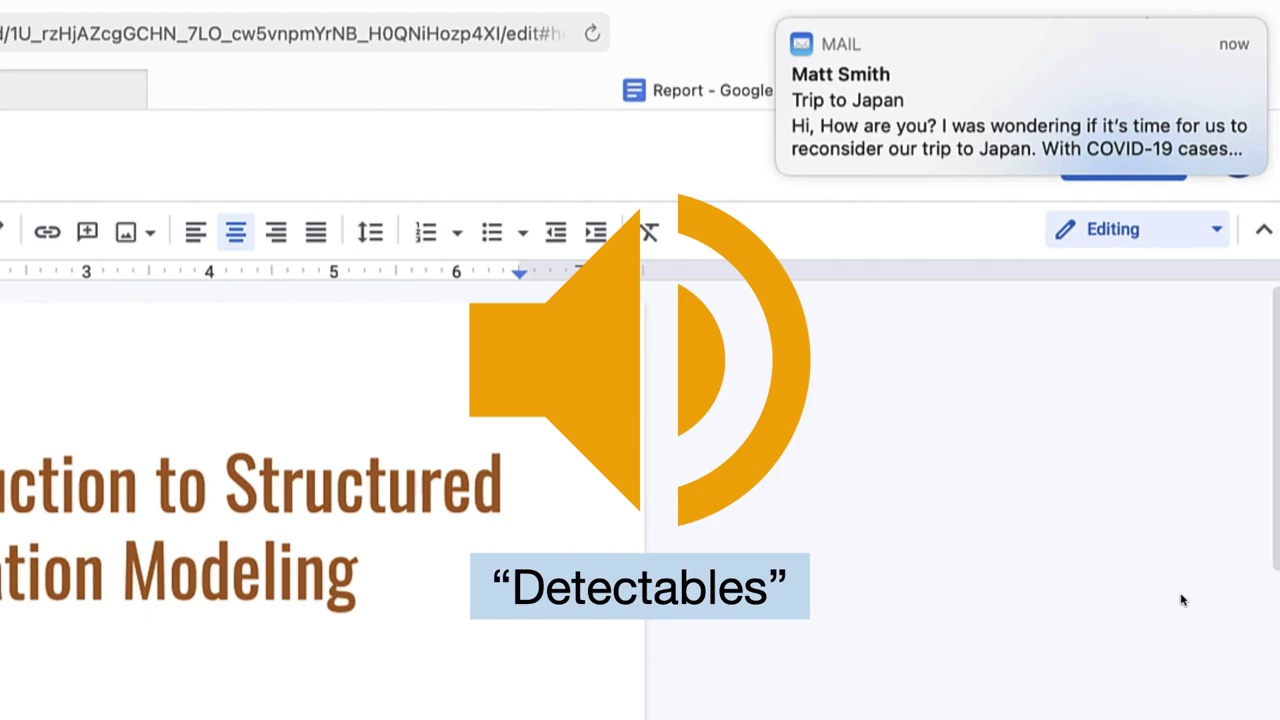 d/1U_rzHjAZcgGCHN_7LO_cw5vnpmYrNB_H0QNiHozp4XI/edit#h
MAIL
now
Matt Smith
Trip to Japan
Hi, How are you? I was wondering if it's time for us to
reconsider our trip to Japan. With COVID-19 cases...
Report - Google
Editing
3 4 5 6
uction to Structured
ation Modeling
“Detectables”